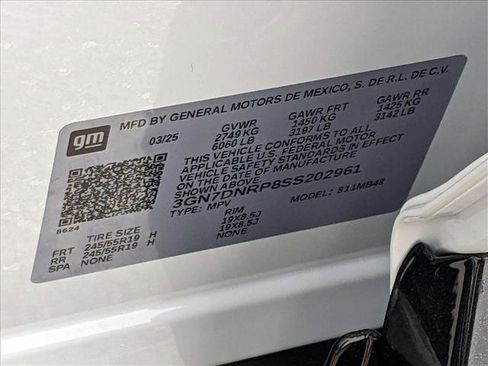 gm
MFD BY GENERAL MOTORS DE MEXICO, S. DE R.L. DE C.V.
03/25 GVWR GAWR FRT GAWR RR
2749 KG 1450 KG 1425 KG
6060 LB 3197 LB 3142 LB
THIS VEHICLE CONFORMS TO ALL
APPLICABLE U.S. FEDERAL MOTOR
VEHICLE SAFETY STANDARDS IN EFFECT
ON THE DATE OF MANUFACTURE
SHOWN ABOVE.
3GN7DNRP8SS202961
TYPE: MPV MODEL: 811MB48
8624
TIRE SIZE RIM
FRT 245/55R19 H 19X8.5J
RR 245/55R19 H 19X8.5J
SPA NONE NONE